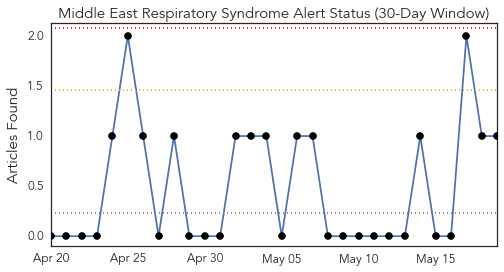 Middle East Respiratory Syndrome Alert Status (30-Day Window)
Articles Found
2.0
1.5
1.0
0.5
0.0
Apr 20 Apr 25 Apr 30 May 05 May 10 May 15